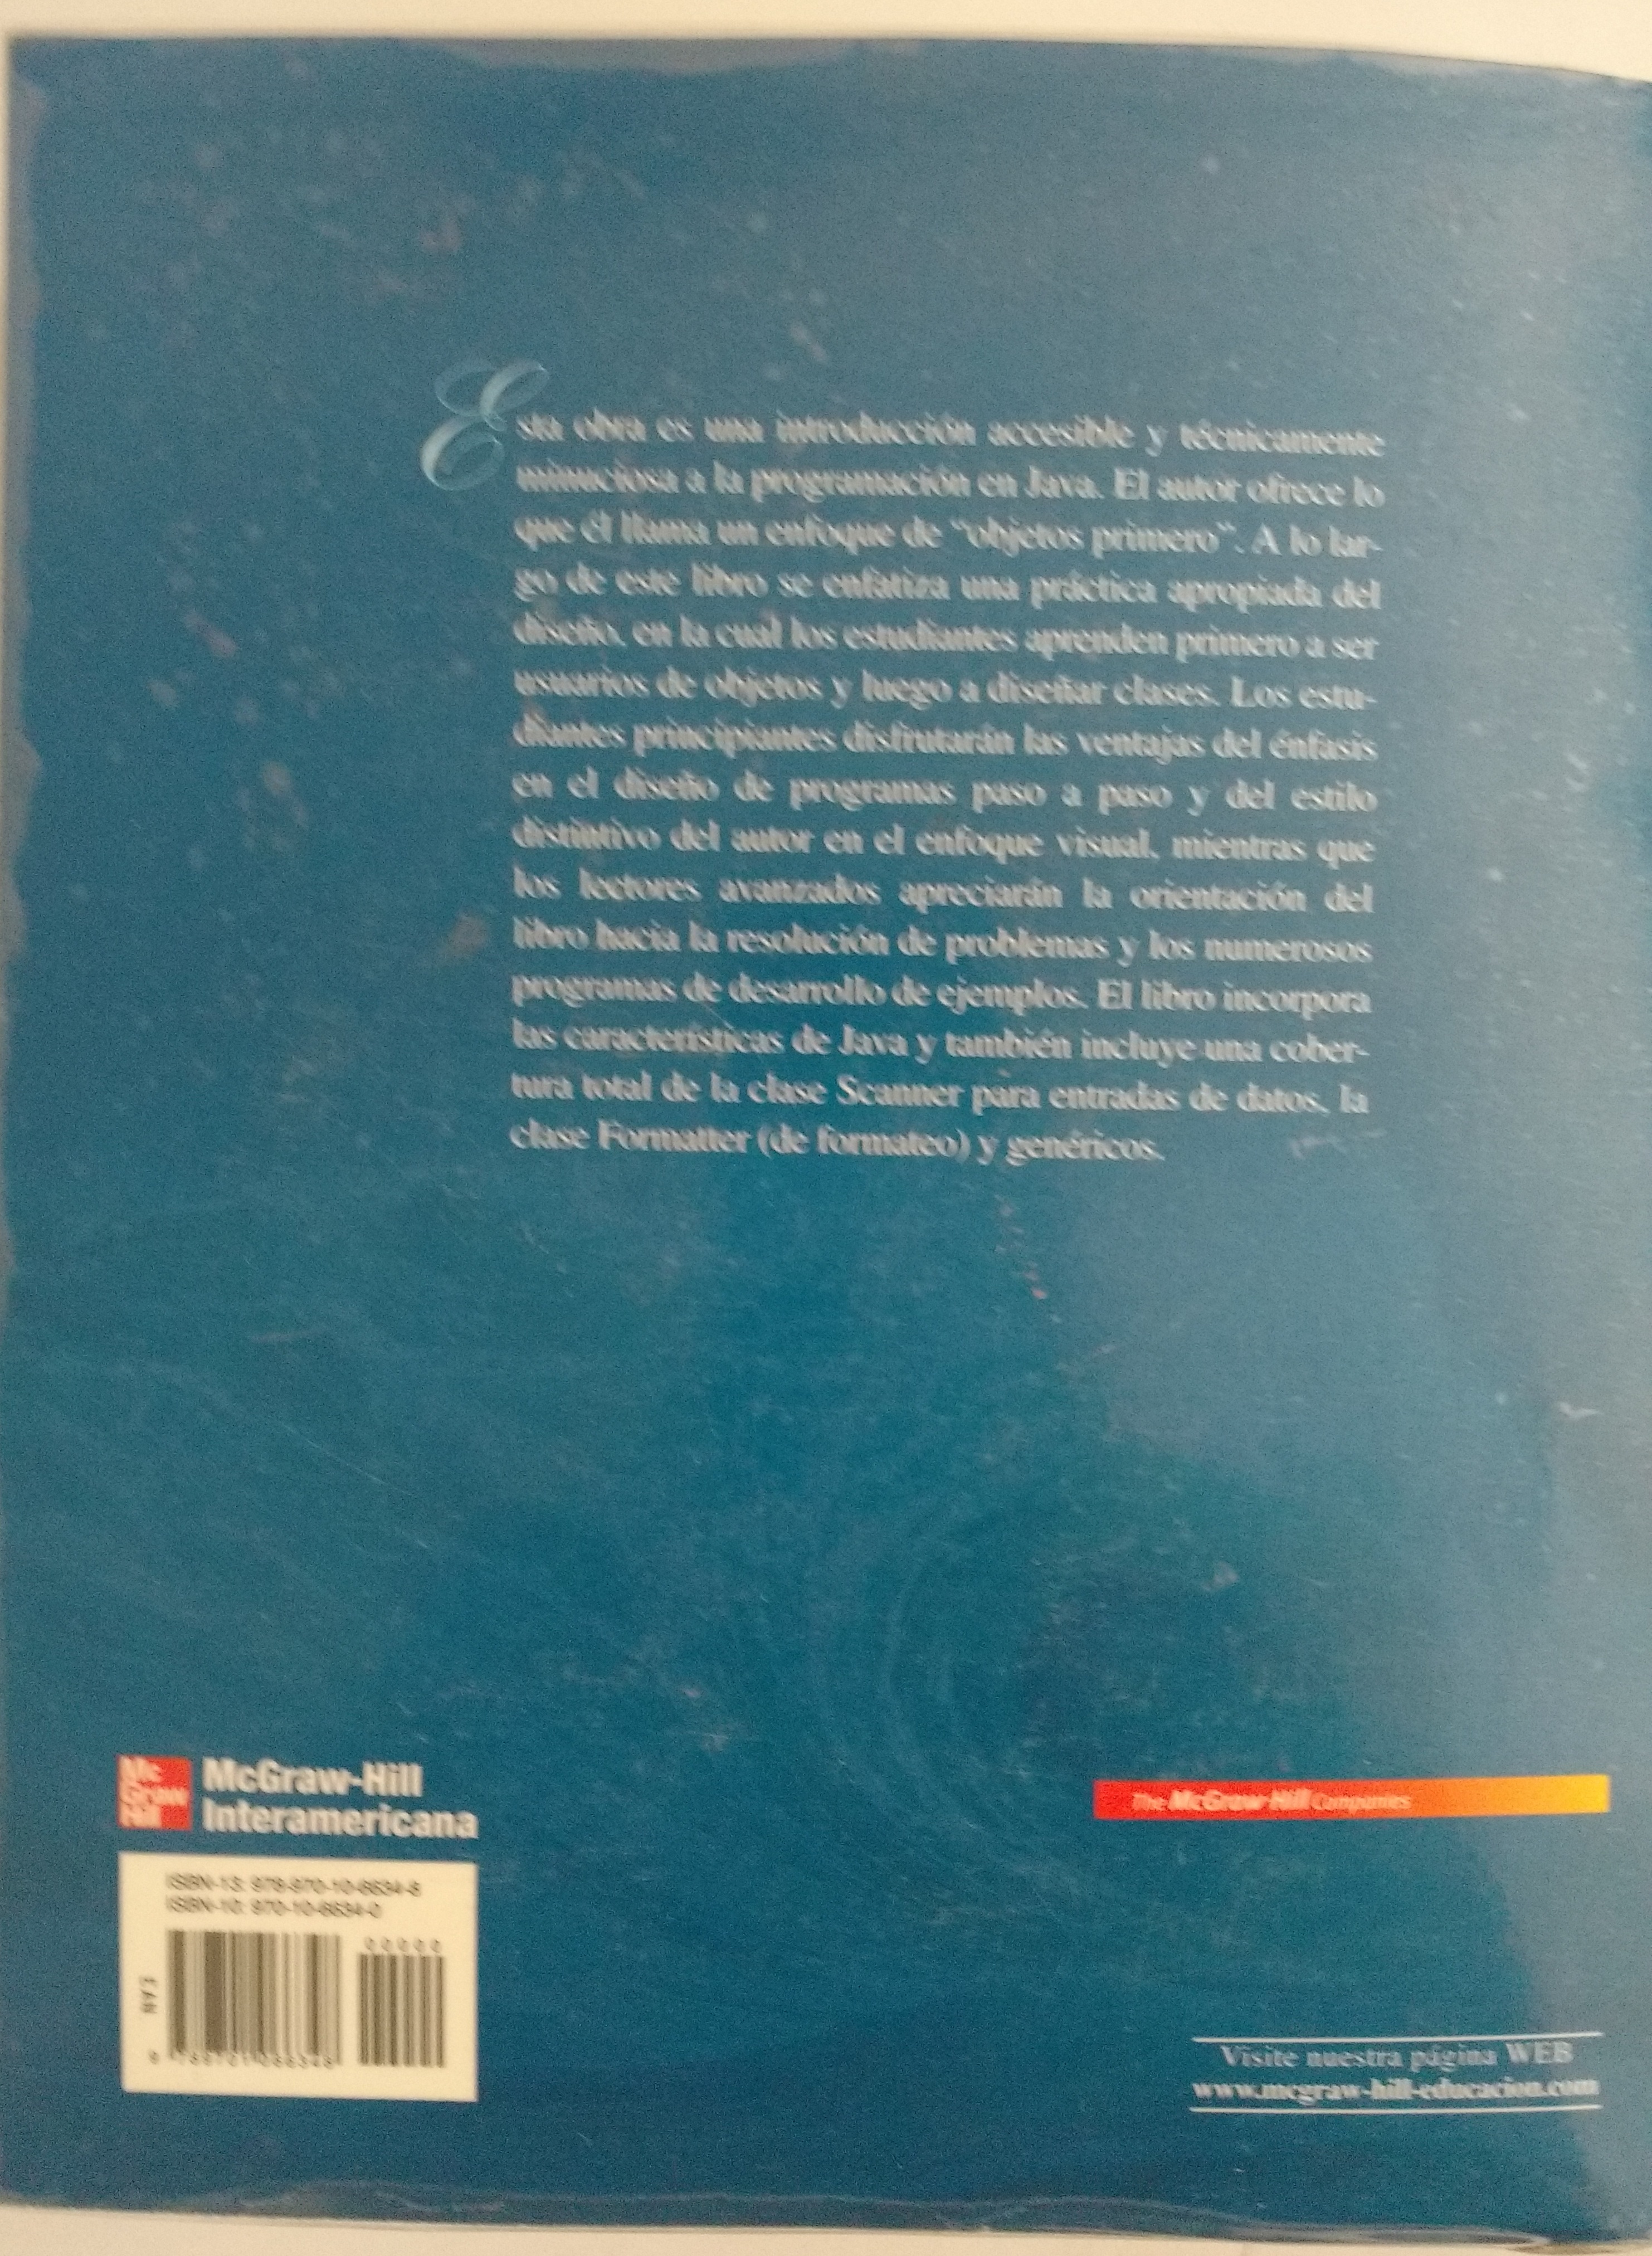 Esta obra es una introducción accesible y técnicamente
minuciosa a la programación en Java. El autor ofrece lo
que él llama un enfoque de “objetos primero”. A lo lar-
go de este libro se enfatiza una práctica apropiada del
diseño, en la cual los estudiantes aprenden primero a ser
usuarios de objetos y luego a diseñar clases. Los estu-
diantes principiantes disfrutarán las ventajas del énfasis
en el diseño de programas paso a paso y del estilo
distintivo del autor en el enfoque visual, mientras que
los lectores avanzados apreciarán la orientación del
libro hacia la resolución de problemas y los numerosos
programas de desarrollo de ejemplos. El libro incorpora
las características de Java y también incluye una cober-
tura total de la clase Scanner para entradas de datos, la
clase Formatter (de formateo) y genéricos.
Mc
Graw
Hill
McGraw-Hill
Interamericana
The McGraw-Hill Companies
ISBN-13: 978-970-10-6634-8
ISBN-10: 970-10-6634-0
00000
9 789701 066348
Visite nuestra página WEB
www.mcgraw-hill-educacion.com